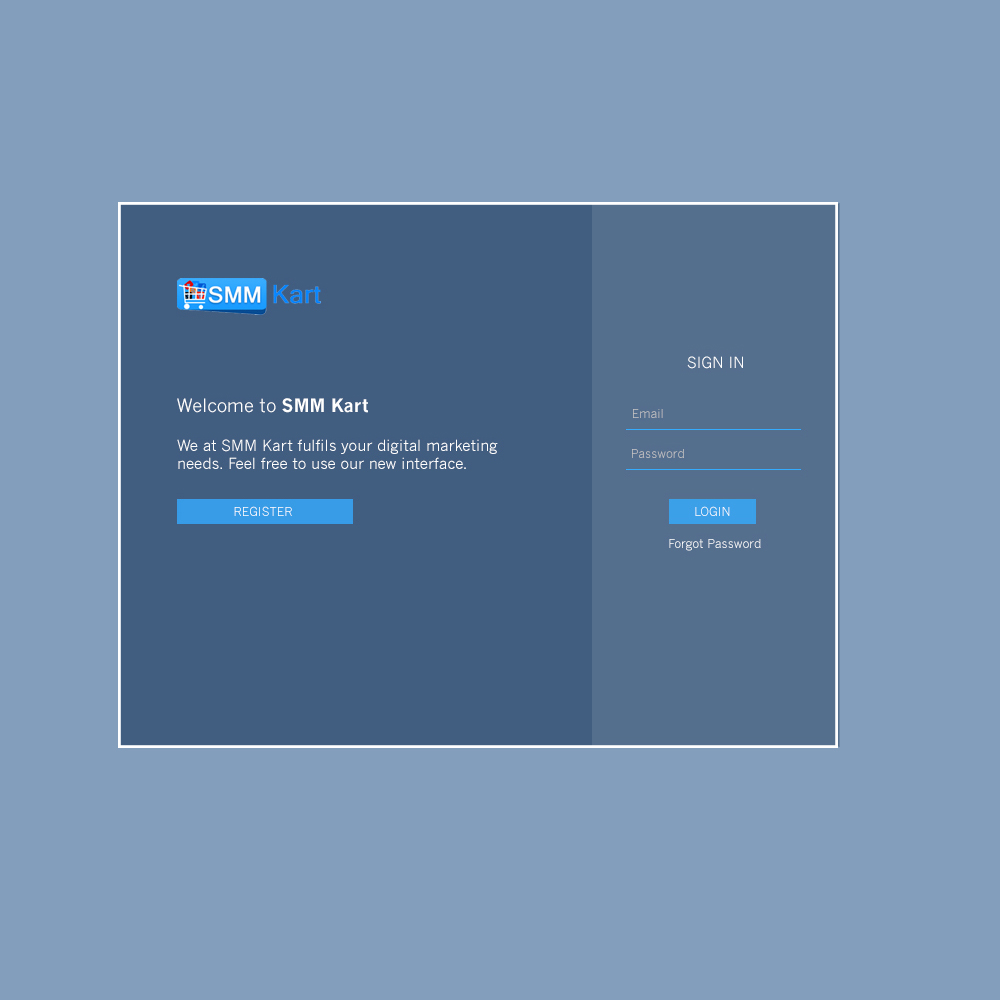 SMM Kart
Welcome to SMM Kart
We at SMM Kart fulfils your digital marketing
needs. Feel free to use our new interface.
REGISTER
SIGN IN
Email
Password
LOGIN
Forgot Password